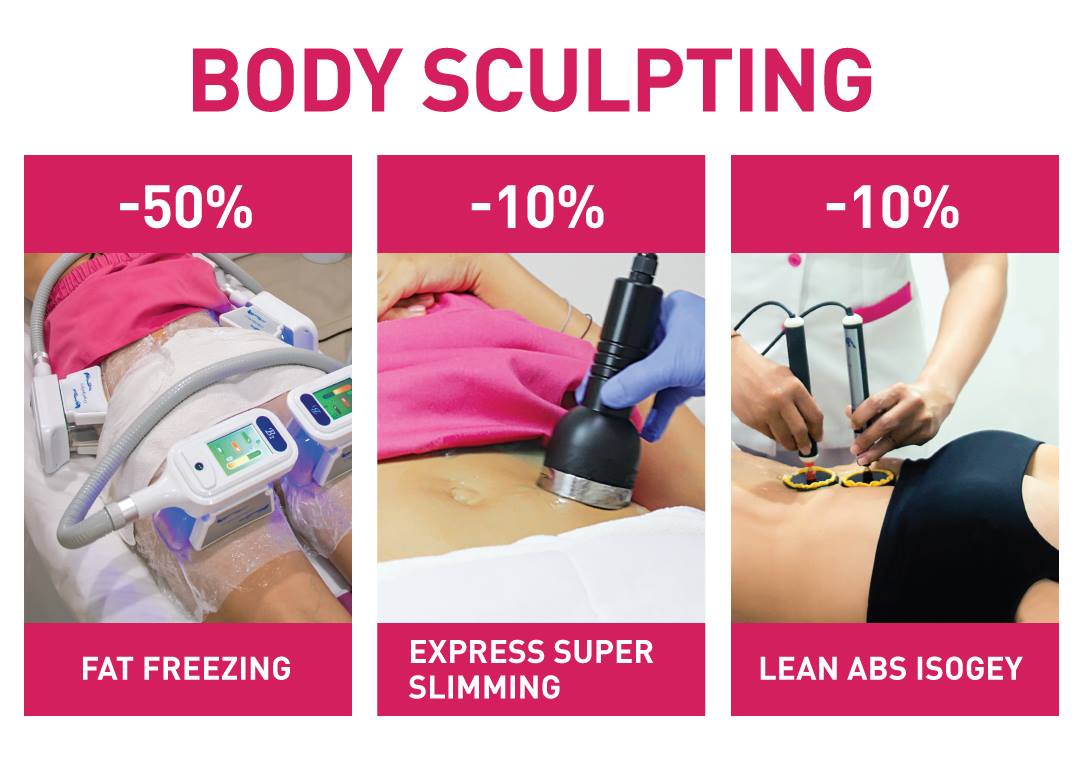 BODY SCULPTING
-50%
-10%
-10%
FAT FREEZING
EXPRESS SUPER
SLIMMING
LEAN ABS ISOGEY